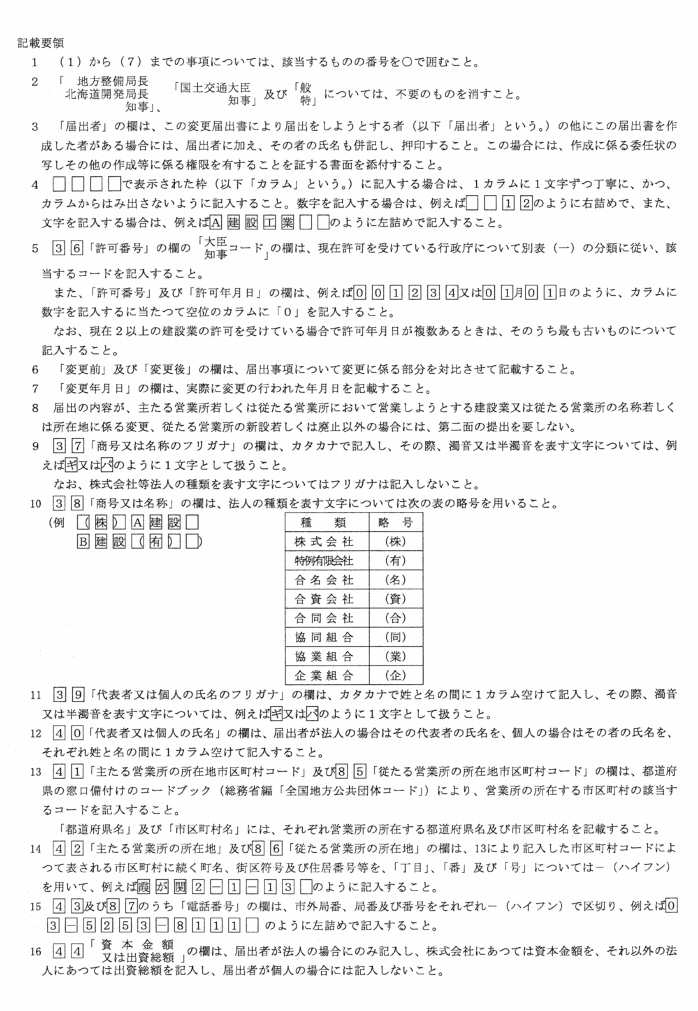 記載要領
1 (1)から(7)までの事項については、該当するものの番号を○で囲むこと。
2 「地方整備局長 北海道開発局長 知事」、「国土交通大臣 知事」及び「般 特」については、不要のものを消すこと。
3 「届出者」の欄は、この変更届出書により届出をしようとする者(以下「届出者」という。)の他にこの届出書を作
成した者がある場合には、届出者に加え、その者の氏名も併記し、押印すること。この場合には、作成に係る委任状の
写しその他の作成等に係る権限を有することを証する書面を添付すること。
4 □□□□で表示された枠(以下「カラム」という。)に記入する場合は、1カラムに1文字ずつ丁寧に、かつ、
カラムからはみ出さないように記入すること。数字を記入する場合は、例えば□□12のように右詰めで、また、
文字を記入する場合は、例えばA建設工業□□のように左詰めで記入すること。
5 36「許可番号」の欄の「大臣 知事コード」の欄は、現在許可を受けている行政庁について別表(一)の分類に従い、該
当するコードを記入すること。
また、「許可番号」及び「許可年月日」の欄は、例えば001234又は01月01日のように、カラムに
数字を記入するに当たって空位のカラムに「0」を記入すること。
なお、現在2以上の建設業の許可を受けている場合で許可年月日が複数あるときは、そのうち最も古いものについて
記入すること。
6 「変更前」及び「変更後」の欄は、届出事項について変更に係る部分を対比させて記載すること。
7 「変更年月日」の欄は、実際に変更の行われた年月日を記載すること。
8 届出の内容が、主たる営業所若しくは従たる営業所において営業しようとする建設業又は従たる営業所の名称若しく
は所在地に係る変更、従たる営業所の新設若しくは廃止以外の場合には、第二面の提出を要しない。
9 37「商号又は名称のフリガナ」の欄は、カタカナで記入し、その際、濁音又は半濁音を表す文字については、例
えばギ又はパのように1文字として扱うこと。
なお、株式会社等法人の種類を表す文字についてはフリガナは記入しないこと。
10 38「商号又は名称」の欄は、法人の種類を表す文字については次の表の略号を用いること。
(例 (株)A建設□
B建設(有)□)
種類 略号
株式会社 (株)
特例有限会社 (有)
合名会社 (名)
合資会社 (資)
合同会社 (合)
協同組合 (同)
協業組合 (業)
企業組合 (企)
11 39「代表者又は個人の氏名のフリガナ」の欄は、カタカナで姓と名の間に1カラム空けて記入し、その際、濁音
又は半濁音を表す文字については、例えばギ又はパのように1文字として扱うこと。
12 40「代表者又は個人の氏名」の欄は、届出者が法人の場合はその代表者の氏名を、個人の場合はその者の氏名を、
それぞれ姓と名の間に1カラム空けて記入すること。
13 41「主たる営業所の所在地市区町村コード」及び85「従たる営業所の所在地市区町村コード」の欄は、都道府
県の窓口備付けのコードブック(総務省編「全国地方公共団体コード」)により、営業所の所在する市区町村の該当す
るコードを記入すること。
「都道府県名」及び「市区町村名」には、それぞれ営業所の所在する都道府県名及び市区町村名を記載すること。
14 42「主たる営業所の所在地」及び86「従たる営業所の所在地」の欄は、13により記入した市区町村コードによ
つて表される市区町村に続く町名、街区符号及び住居番号等を、「丁目」、「番」及び「号」については－(ハイフン)
を用いて、例えば霞が関2－1－13□のように記入すること。
15 43及び87のうち「電話番号」の欄は、市外局番、局番及び番号をそれぞれ－(ハイフン)で区切り、例えば0
3－5253－8111□のように左詰めで記入すること。
16 44「資本金額 又は出資総額」の欄は、届出者が法人の場合にのみ記入し、株式会社にあつては資本金額を、それ以外の法
人にあつては出資総額を記入し、届出者が個人の場合には記入しないこと。